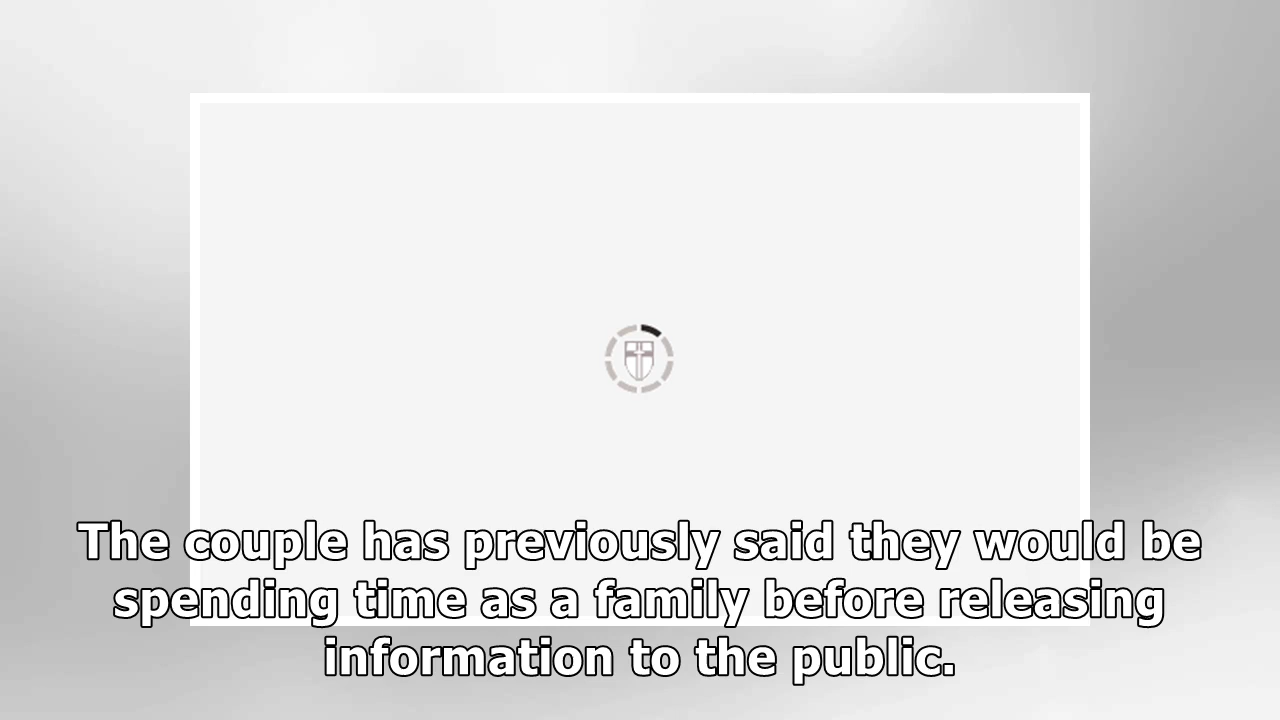 The couple has previously said they would be
spending time as a family before releasing
information to the public.